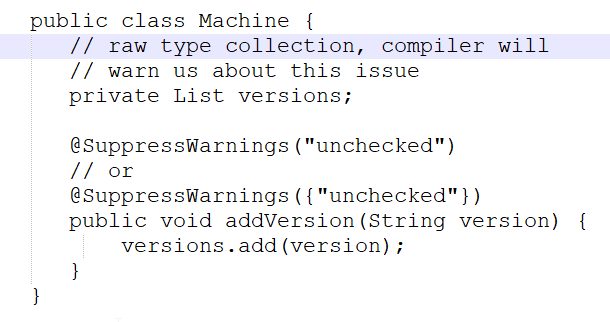 public class Machine {
// raw type collection, compiler will
// warn us about this issue
private List versions;
@SuppressWarnings("unchecked")
// or
@SuppressWarnings({"unchecked"})
public void addVersion(String version) {
versions.add(version);
}
}